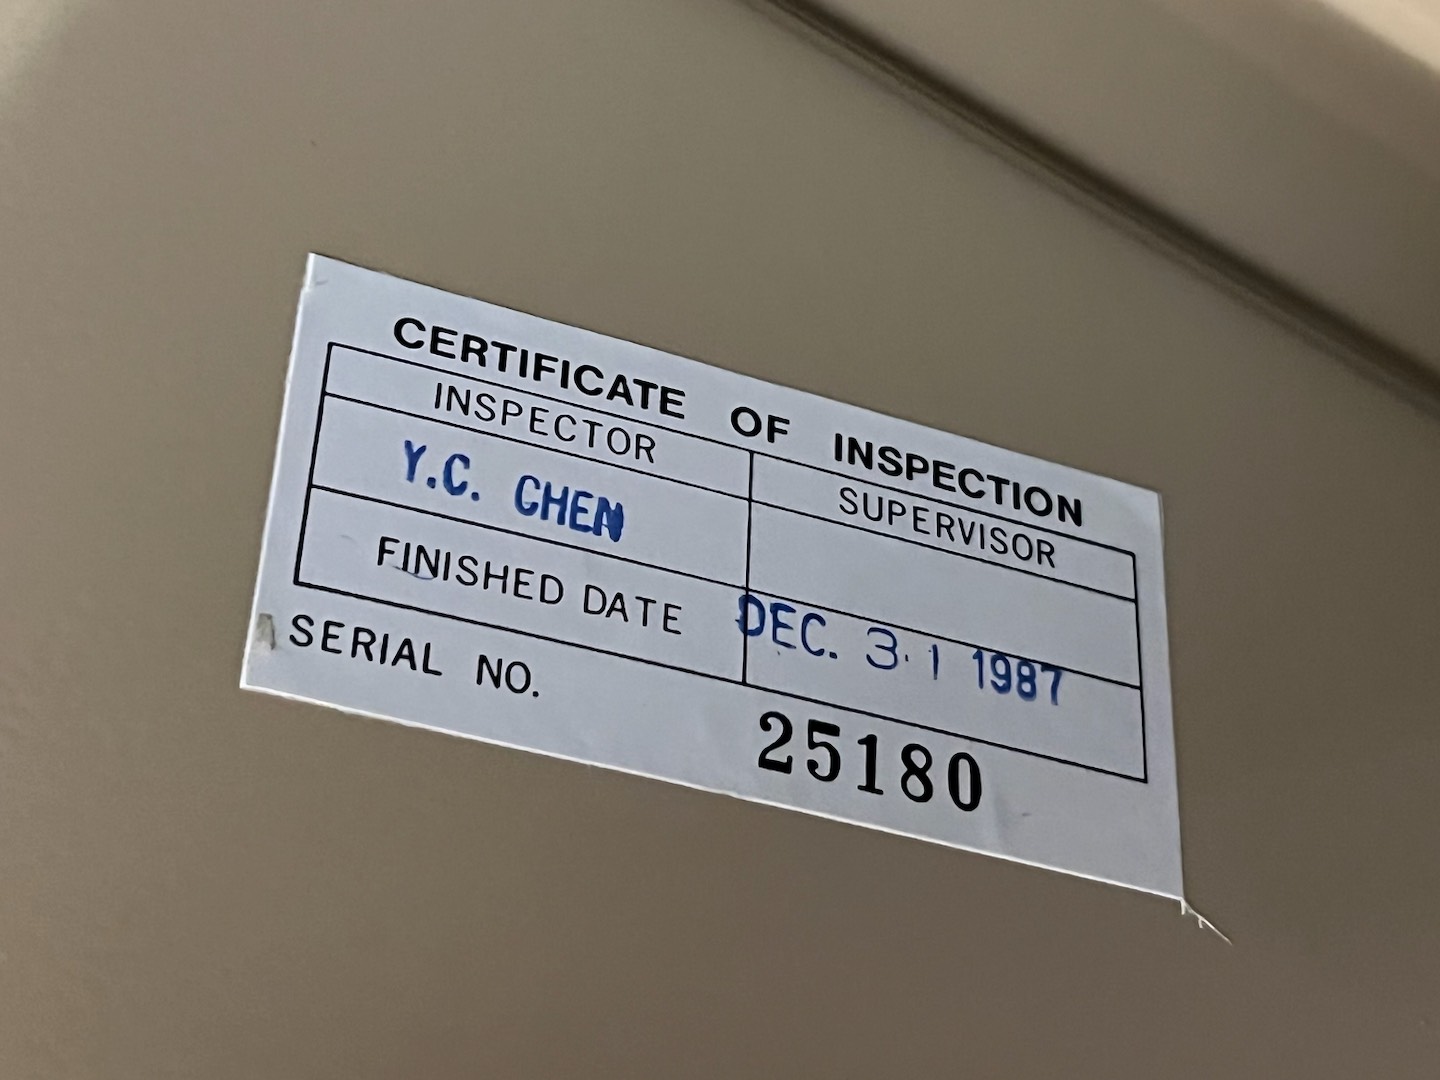 CERTIFICATE OF INSPECTION
INSPECTOR SUPERVISOR
Y.C. CHEN
FINISHED DATE DEC. 31 1987
SERIAL NO. 25180